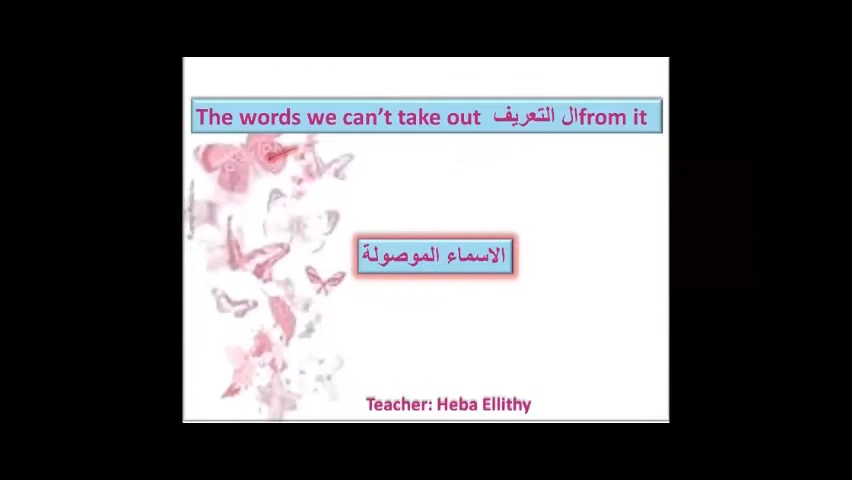 The words we can't take out ال التعريف from it
الاسماء الموصولة
Teacher: Heba Ellithy